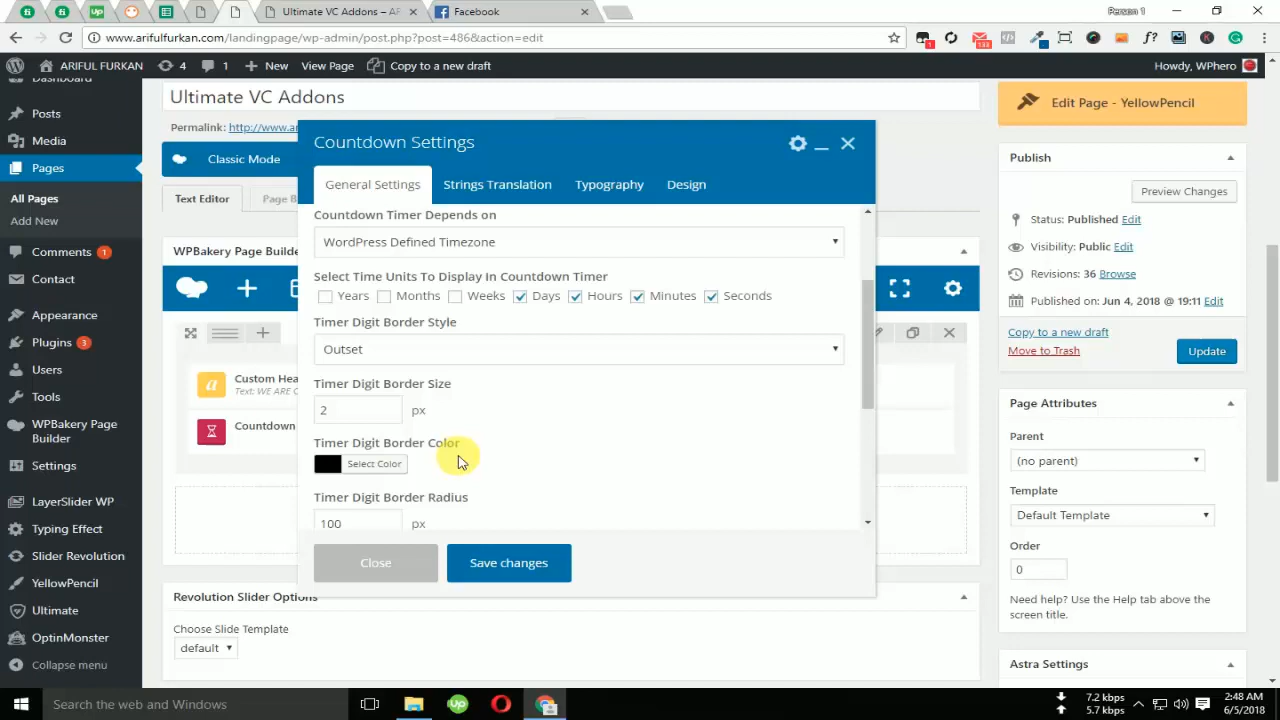 Ultimate VC Addons – AR
Facebook
Person 1
www.arifulfurkan.com/landingpage/wp-admin/post.php?post=486&action=edit
1
133
ARIFUL FURKAN
4
1
New
View Page
Copy to a new draft
Howdy, WPhero
Dashboard
Posts
Media
Pages
All Pages
Add New
Comments 1
Contact
Appearance
Plugins 3
Users
Tools
WPBakery Page
Builder
Settings
LayerSlider WP
Typing Effect
Slider Revolution
YellowPencil
Ultimate
OptinMonster
Collapse menu
Ultimate VC Addons
Permalink: http://www.ar
Classic Mode
Text Editor
Page B
WPBakery Page Builde
Custom Hea
Text: WE ARE C
Countdown
Revolution Slider Options
Choose Slide Template
default
Countdown Settings
General Settings
Strings Translation
Typography
Design
Countdown Timer Depends on
WordPress Defined Timezone
Select Time Units To Display In Countdown Timer
Years
Months
Weeks
Days
Hours
Minutes
Seconds
Timer Digit Border Style
Outset
Timer Digit Border Size
2 px
Timer Digit Border Color
Select Color
Timer Digit Border Radius
100 px
Close
Save changes
Edit Page - YellowPencil
Publish
Preview Changes
Status: Published Edit
Visibility: Public Edit
Revisions: 36 Browse
Published on: Jun 4, 2018 @ 19:11 Edit
Copy to a new draft
Move to Trash
Update
Page Attributes
Parent
(no parent)
Template
Default Template
Order
0
Need help? Use the Help tab above the
screen title.
Astra Settings
Search the web and Windows
7.2 kbps
5.7 kbps
2:48 AM
6/5/2018